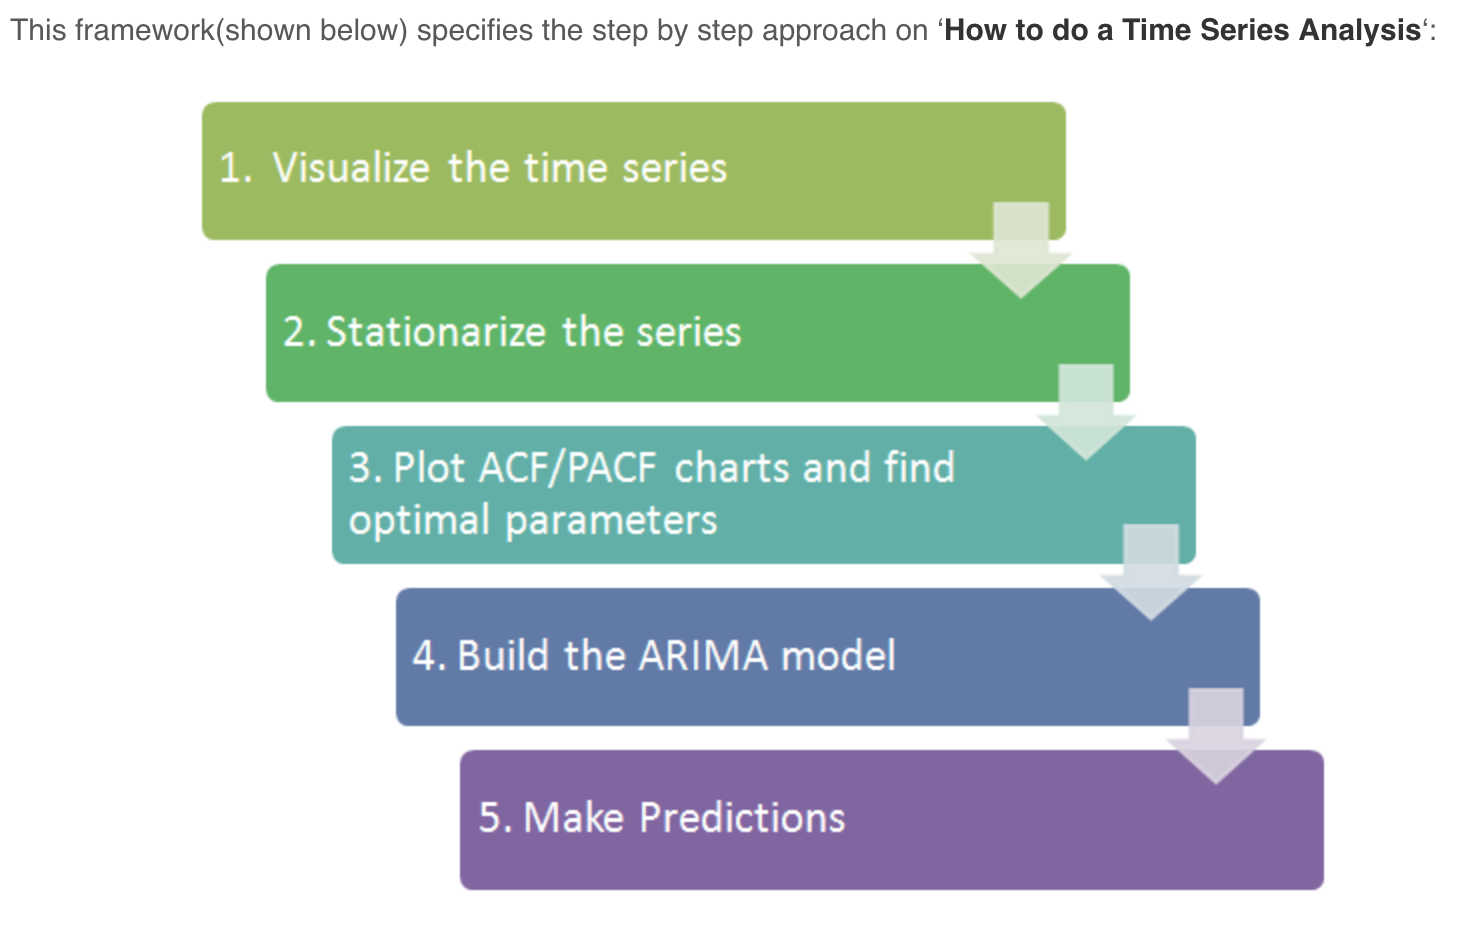 This framework(shown below) specifies the step by step approach on ‘How to do a Time Series Analysis‘:
1. Visualize the time series
2. Stationarize the series
3. Plot ACF/PACF charts and find
optimal parameters
4. Build the ARIMA model
5. Make Predictions